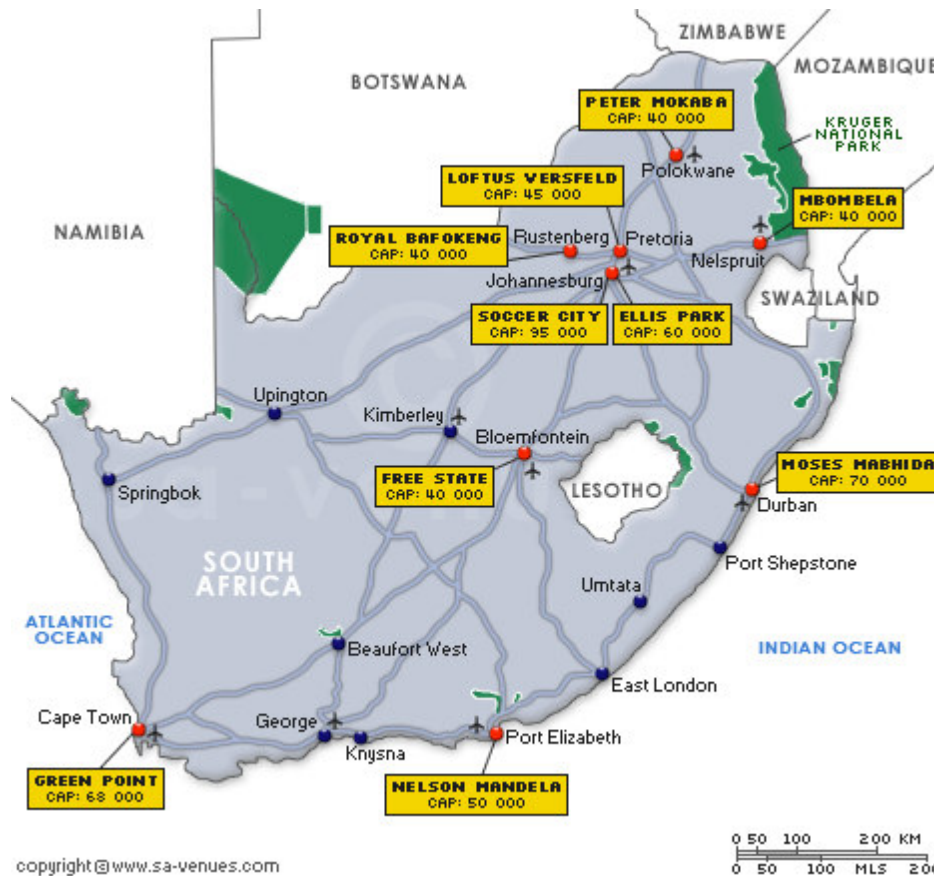 ZIMBABWE
MOZAMBIQUE
BOTSWANA
PETER MOKABA
CAP: 40 000
KRUGER
NATIONAL
PARK
Polokwane
LOFTUS VERSFELD
CAP: 45 000
MBOMBELA
CAP: 40 000
NAMIBIA
ROYAL BAFOKENG
CAP: 40 000
Rustenberg
Pretoria
Nelspruit
Johannesburg
SWAZILAND
SOCCER CITY
CAP: 95 000
ELLIS PARK
CAP: 60 000
Upington
Kimberley
Bloemfontein
FREE STATE
CAP: 40 000
LESOTHO
MOSES MABHIDA
CAP: 70 000
Springbok
Durban
SOUTH
AFRICA
Port Shepstone
Umtata
ATLANTIC
OCEAN
Beaufort West
INDIAN OCEAN
East London
Cape Town
George
Knysna
Port Elizabeth
GREEN POINT
CAP: 68 000
NELSON MANDELA
CAP: 50 000
0 50 100 200 KM
0 50 100 MLS 200
copyright©www.sa-venues.com